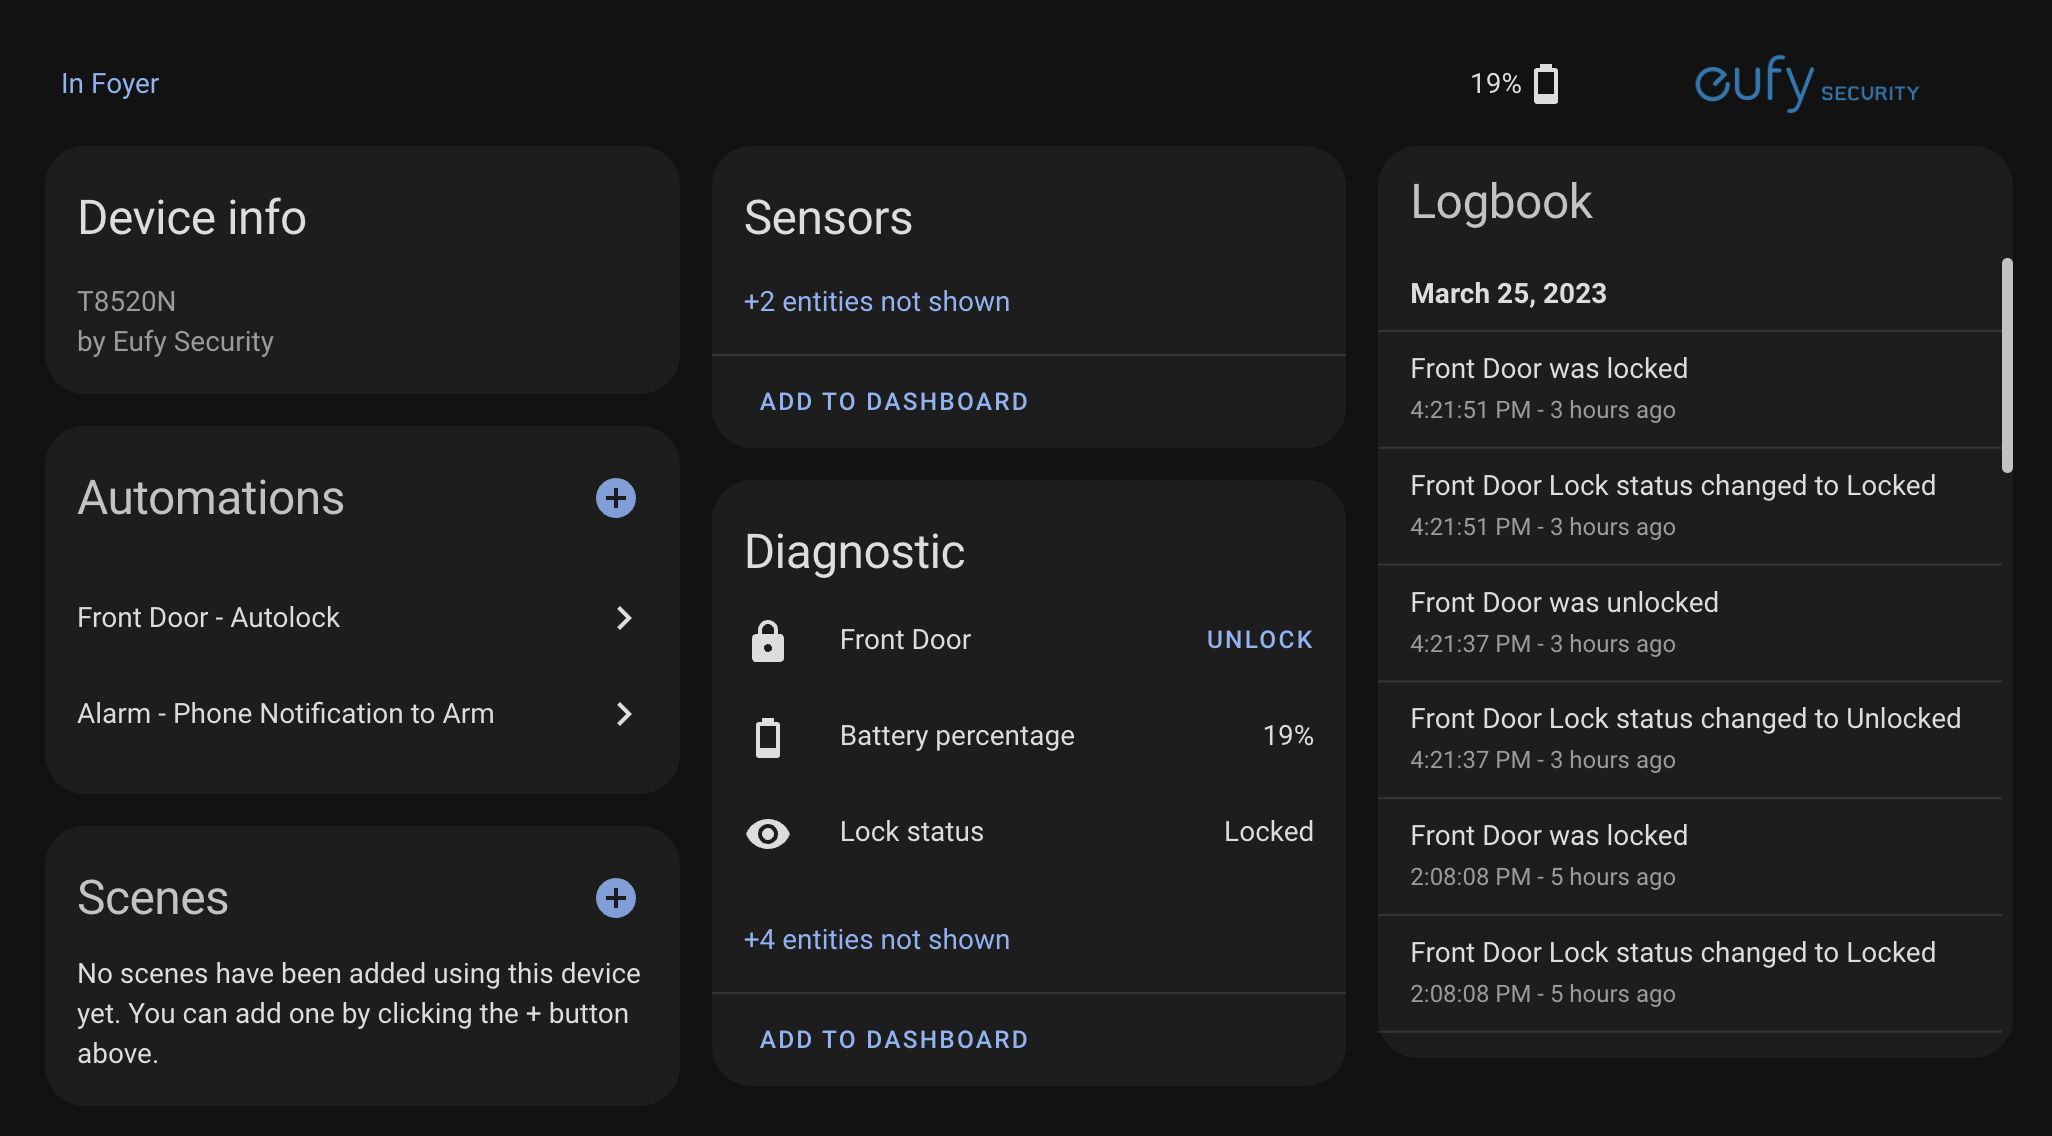 In Foyer
19%
eufy SECURITY
Device info
T8520N
by Eufy Security
Automations
Front Door - Autolock
Alarm - Phone Notification to Arm
Scenes
No scenes have been added using this device
yet. You can add one by clicking the + button
above.
Sensors
+2 entities not shown
ADD TO DASHBOARD
Diagnostic
Front Door UNLOCK
Battery percentage 19%
Lock status Locked
+4 entities not shown
ADD TO DASHBOARD
Logbook
March 25, 2023
Front Door was locked
4:21:51 PM - 3 hours ago
Front Door Lock status changed to Locked
4:21:51 PM - 3 hours ago
Front Door was unlocked
4:21:37 PM - 3 hours ago
Front Door Lock status changed to Unlocked
4:21:37 PM - 3 hours ago
Front Door was locked
2:08:08 PM - 5 hours ago
Front Door Lock status changed to Locked
2:08:08 PM - 5 hours ago